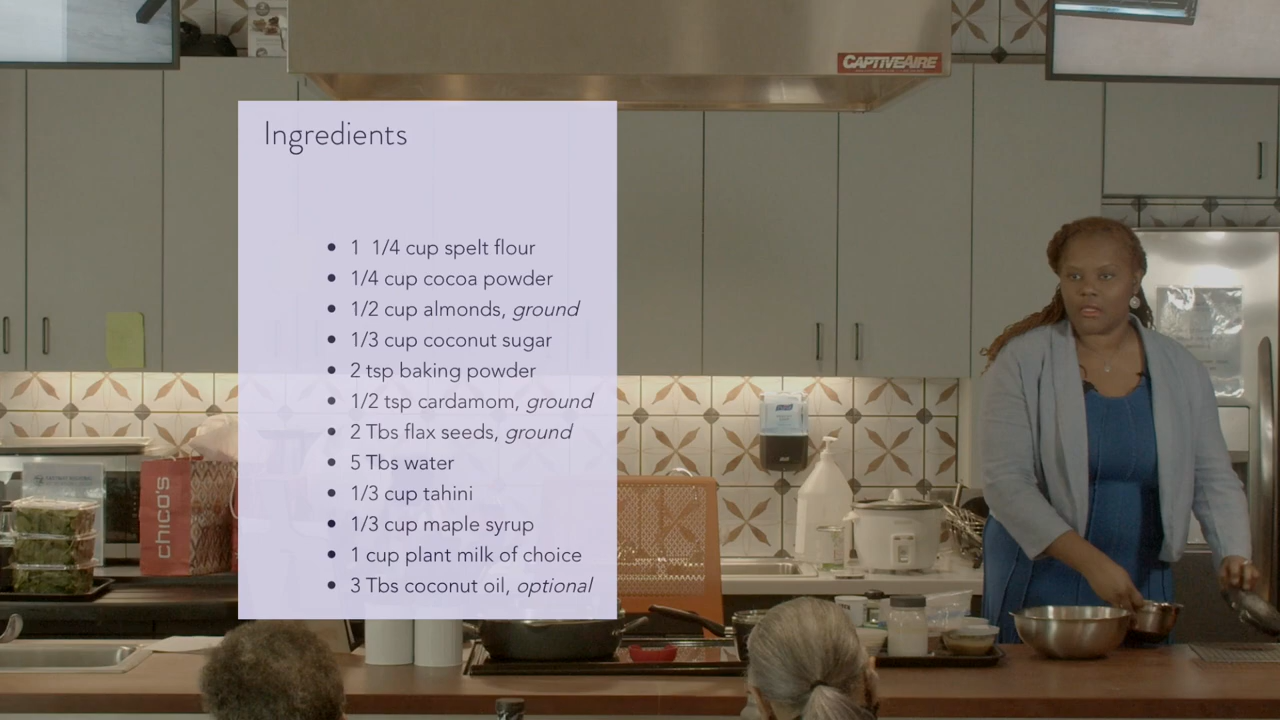 CAPTIVEAIRE
Ingredients
1 1/4 cup spelt flour
1/4 cup cocoa powder
1/2 cup almonds, ground
1/3 cup coconut sugar
2 tsp baking powder
1/2 tsp cardamom, ground
2 Tbs flax seeds, ground
5 Tbs water
1/3 cup tahini
1/3 cup maple syrup
1 cup plant milk of choice
3 Tbs coconut oil, optional
chico's